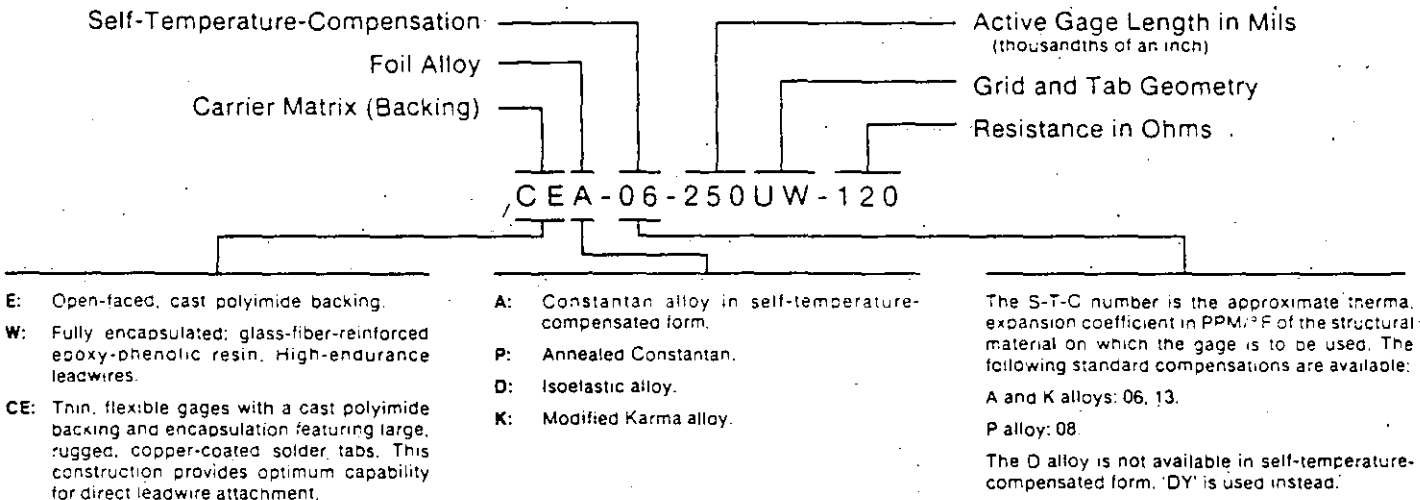 Self-Temperature-Compensation
Foil Alloy
Carrier Matrix (Backing)
Active Gage Length in Mils
(thousandths of an inch)
Grid and Tab Geometry
Resistance in Ohms
CEA-06-250UW-120
E: Open-faced, cast polyimide backing.
W: Fully encapsulated; glass-fiber-reinforced
epoxy-phenolic resin. High-endurance
leadwires.
CE: Thin, flexible gages with a cast polyimide
backing and encapsulation featuring large,
rugged, copper-coated solder tabs. This
construction provides optimum capability
for direct leadwire attachment.
A: Constantan alloy in self-temperature-
compensated form.
P: Annealed Constantan.
D: Isoelastic alloy.
K: Modified Karma alloy.
The S-T-C number is the approximate therma.
expansion coefficient in PPM/°F of the structural
material on which the gage is to be used. The
following standard compensations are available:
A and K alloys: 06, 13.
P alloy: 08
The D alloy is not available in self-temperature-
compensated form. 'DY' is used instead.